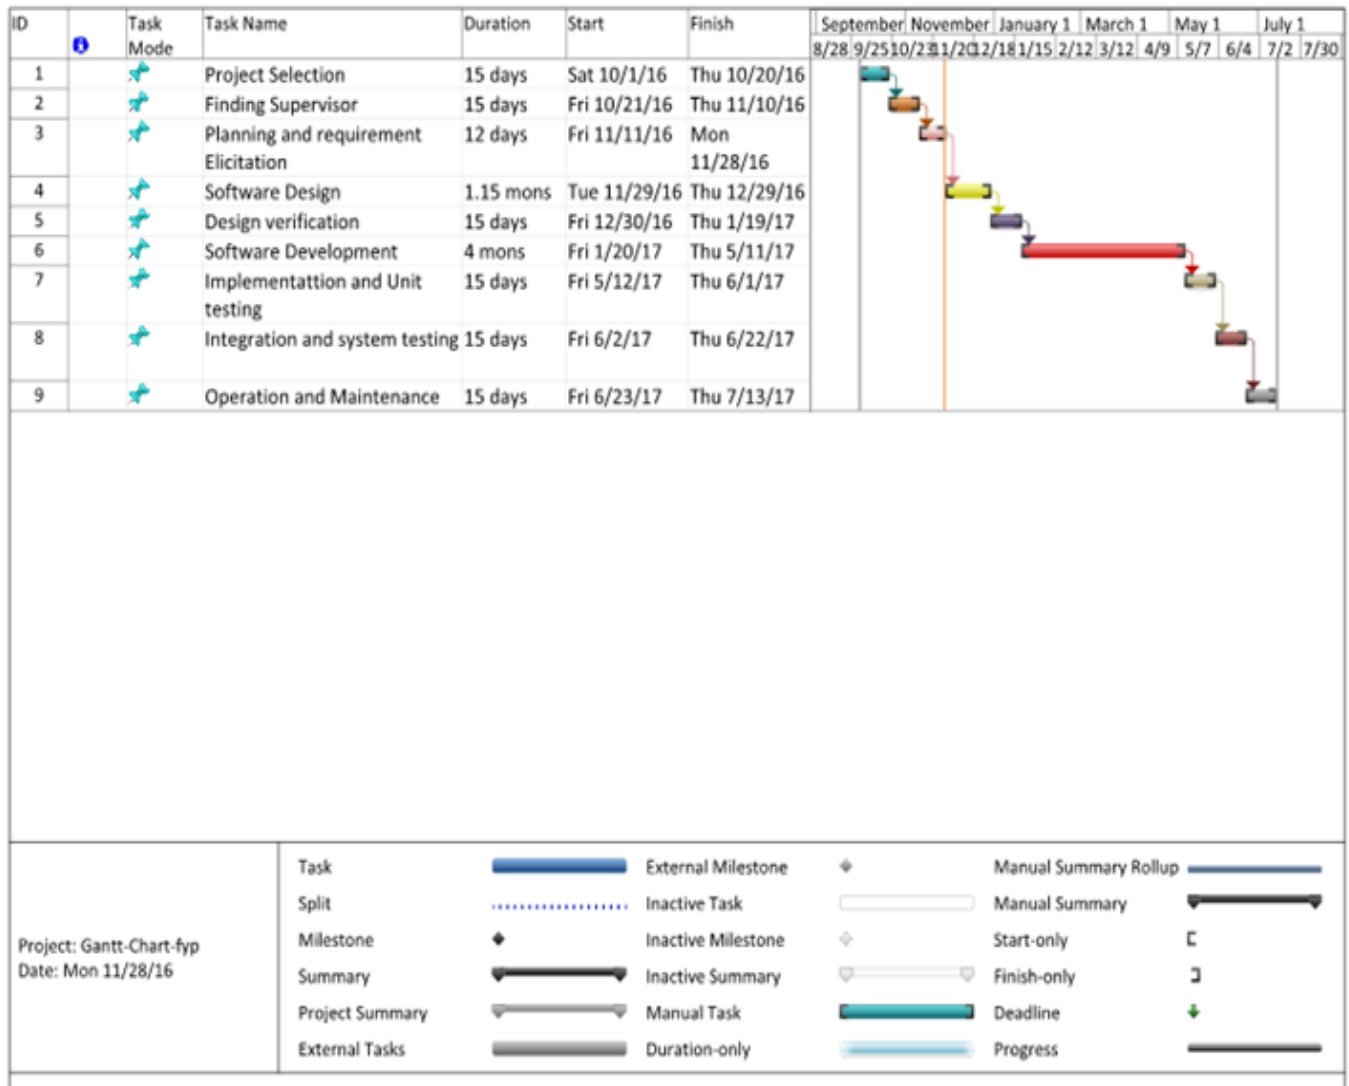 ID Task Mode Task Name Duration Start Finish
September November January 1 March 1 May 1 July 1
8/28 9/25 10/23 11/20 12/18 1/15 2/12 3/12 4/9 5/7 6/4 7/2 7/30
1 Project Selection 15 days Sat 10/1/16 Thu 10/20/16
2 Finding Supervisor 15 days Fri 10/21/16 Thu 11/10/16
3 Planning and requirement Elicitation 12 days Fri 11/11/16 Mon 11/28/16
4 Software Design 1.15 mons Tue 11/29/16 Thu 12/29/16
5 Design verification 15 days Fri 12/30/16 Thu 1/19/17
6 Software Development 4 mons Fri 1/20/17 Thu 5/11/17
7 Implementattion and Unit testing 15 days Fri 5/12/17 Thu 6/1/17
8 Integration and system testing 15 days Fri 6/2/17 Thu 6/22/17
9 Operation and Maintenance 15 days Fri 6/23/17 Thu 7/13/17
Project: Gantt-Chart-fyp
Date: Mon 11/28/16
Task External Milestone Manual Summary Rollup
Split Inactive Task Manual Summary
Milestone Inactive Milestone Start-only
Summary Inactive Summary Finish-only
Project Summary Manual Task Deadline
External Tasks Duration-only Progress